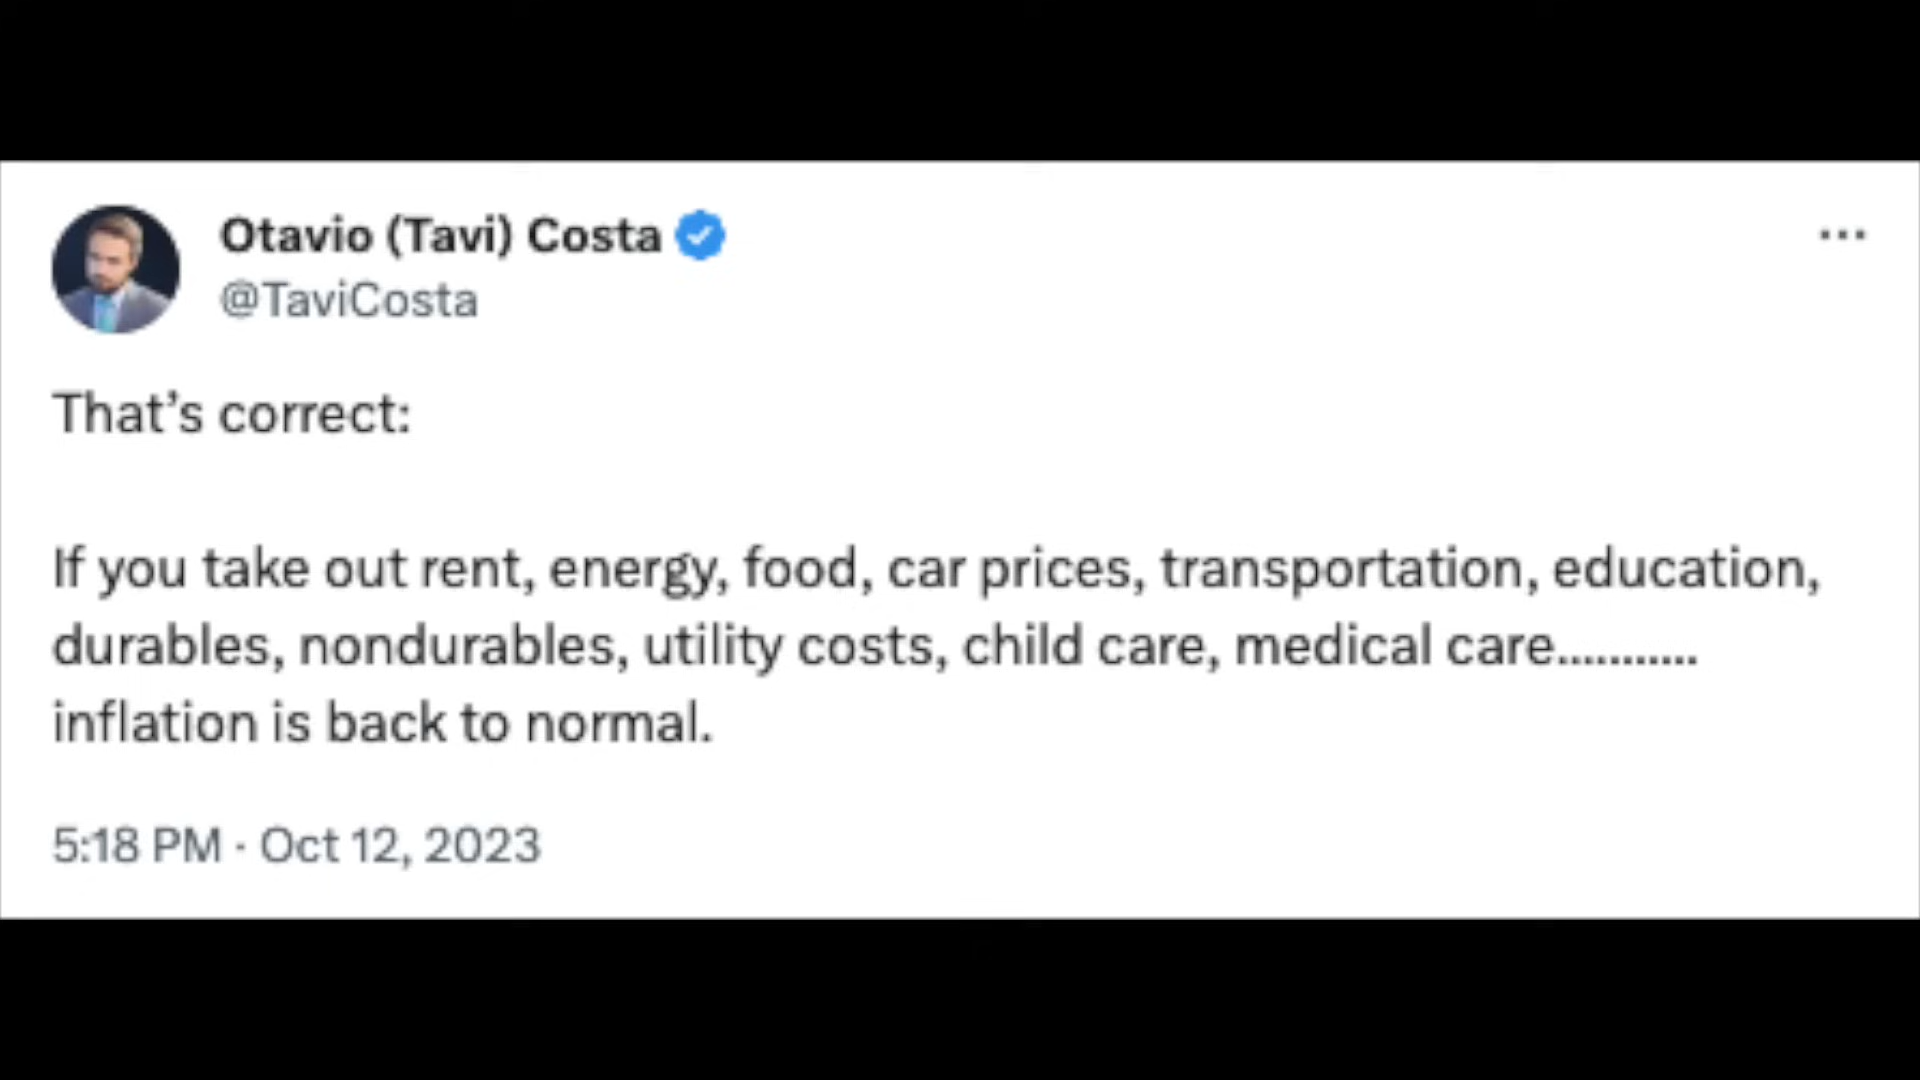 Otavio (Tavi) Costa
@TaviCosta
That’s correct:
If you take out rent, energy, food, car prices, transportation, education,
durables, nondurables, utility costs, child care, medical care...........
inflation is back to normal.
5:18 PM · Oct 12, 2023